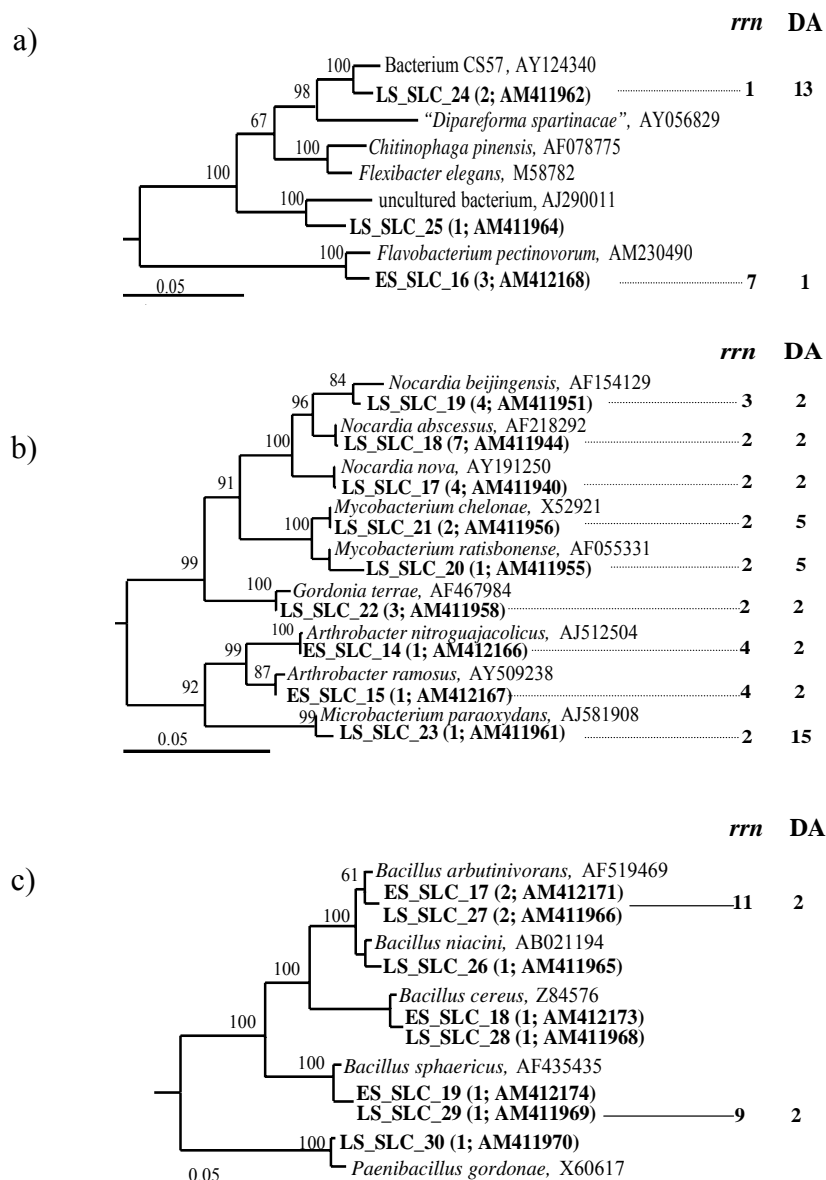 rrn DA
a)
100 Bacterium CS57, AY124340
LS_SLC_24 (2; AM411962) 1 13
98
"Dipareforma spartinacae", AY056829
67
100 Chitinophaga pinensis, AF078775
Flexibacter elegans, M58782
100
uncultured bacterium, AJ290011
100
LS_SLC_25 (1; AM411964)
100 Flavobacterium pectinovorum, AM230490
ES_SLC_16 (3; AM412168) 7 1
0.05
rrn DA
84 Nocardia beijingensis, AF154129
LS_SLC_19 (4; AM411951) 3 2
96
Nocardia abscessus, AF218292
b)
LS_SLC_18 (7; AM411944) 2 2
100
Nocardia nova, AY191250
LS_SLC_17 (4; AM411940) 2 2
91
Mycobacterium chelonae, X52921
LS_SLC_21 (2; AM411956) 2 5
100
Mycobacterium ratisbonense, AF055331
LS_SLC_20 (1; AM411955) 2 5
99
100 Gordonia terrae, AF467984
LS_SLC_22 (3; AM411958) 2 2
100 Arthrobacter nitroguajacolicus, AJ512504
ES_SLC_14 (1; AM412166) 4 2
99
87 Arthrobacter ramosus, AY509238
ES_SLC_15 (1; AM412167) 4 2
92
99 Microbacterium paraoxydans, AJ581908
LS_SLC_23 (1; AM411961) 2 15
0.05
rrn DA
c)
61 Bacillus arbutinivorans, AF519469
ES_SLC_17 (2; AM412171)
LS_SLC_27 (2; AM411966) 11 2
100
Bacillus niacini, AB021194
LS_SLC_26 (1; AM411965)
100
Bacillus cereus, Z84576
ES_SLC_18 (1; AM412173)
LS_SLC_28 (1; AM411968)
100
100 Bacillus sphaericus, AF435435
ES_SLC_19 (1; AM412174)
LS_SLC_29 (1; AM411969) 9 2
100 LS_SLC_30 (1; AM411970)
Paenibacillus gordonae, X60617
0.05